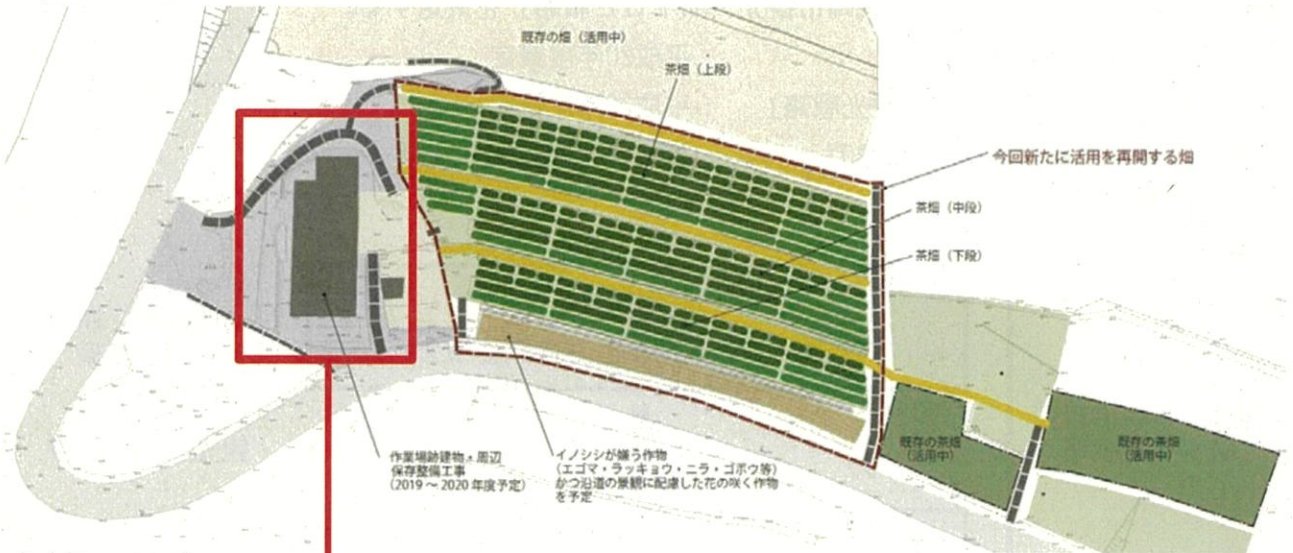 既存の畑（活用中）
茶畑（上段）
今回新たに活用を再開する畑
茶畑（中段）
茶畑（下段）
既存の茶畑
（活用中）
既存の茶畑
（活用中）
作業場跡建物・周辺
保存整備工事
（2019～2020年度予定）
イノシシが嫌う作物
（エゴマ・ラッキョウ・ニラ・ゴボウ等）
かつ沿道の景観に配慮した花の咲く作物
を予定